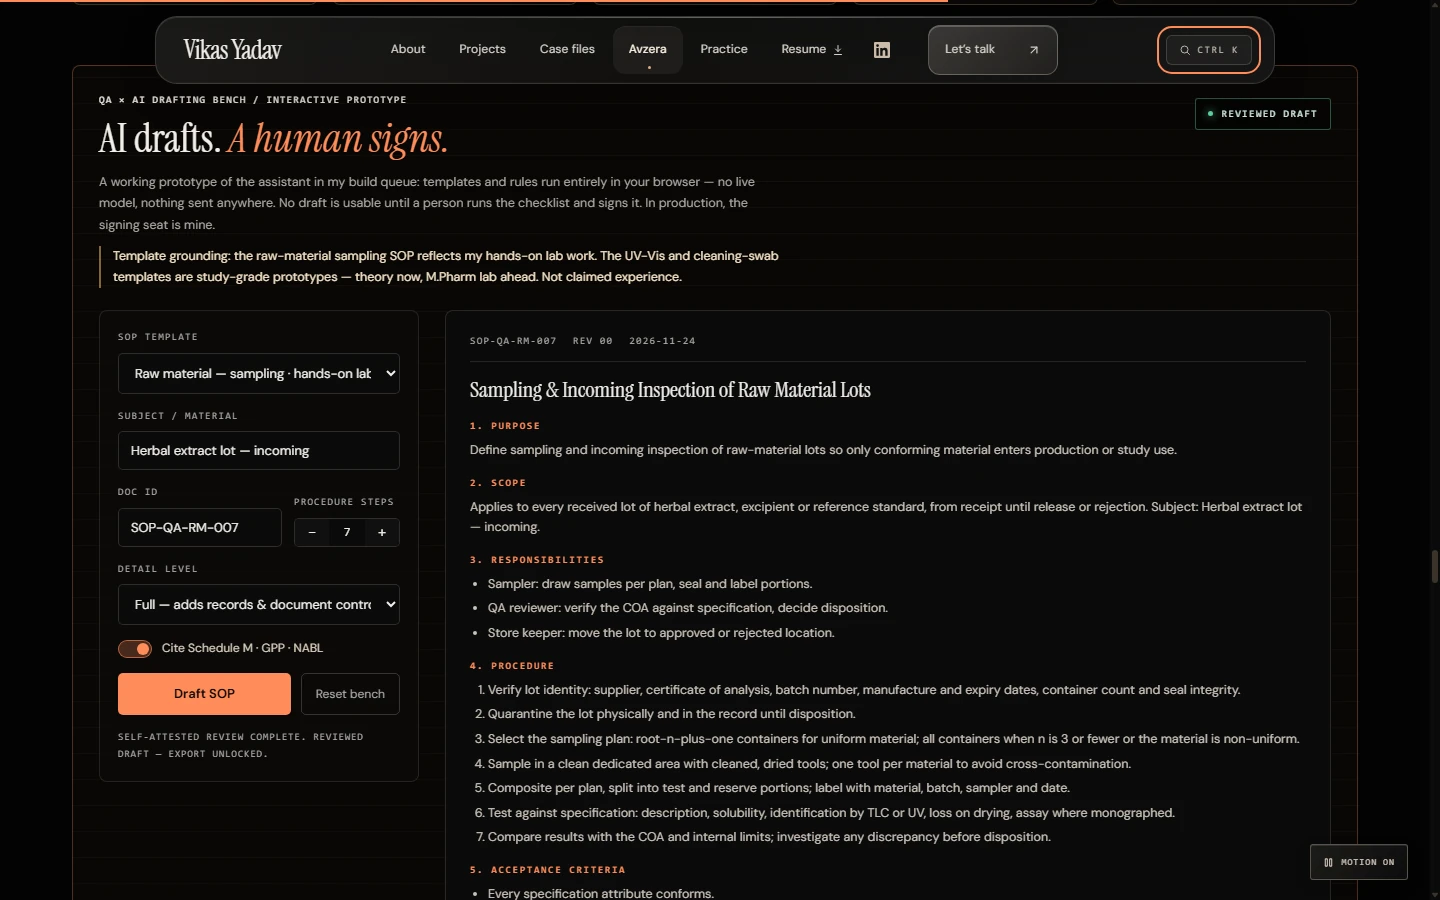 Vikas Yadav
About
Projects
Case files
Avzera
Practice
Resume
Let's talk
CTRL K
QA × AI DRAFTING BENCH / INTERACTIVE PROTOTYPE
REVIEWED DRAFT
AI drafts. A human signs.
A working prototype of the assistant in my build queue: templates and rules run entirely in your browser — no live
model, nothing sent anywhere. No draft is usable until a person runs the checklist and signs it. In production, the
signing seat is mine.
Template grounding: the raw-material sampling SOP reflects my hands-on lab work. The UV-Vis and cleaning-swab
templates are study-grade prototypes — theory now, M.Pharm lab ahead. Not claimed experience.
SOP TEMPLATE
Raw material — sampling · hands-on lab
SUBJECT / MATERIAL
Herbal extract lot — incoming
DOC ID
SOP-QA-RM-007
PROCEDURE STEPS
− 7 +
DETAIL LEVEL
Full — adds records & document contro
Cite Schedule M · GPP · NABL
Draft SOP
Reset bench
SELF-ATTESTED REVIEW COMPLETE. REVIEWED
DRAFT — EXPORT UNLOCKED.
SOP-QA-RM-007 REV 00 2026-11-24
Sampling & Incoming Inspection of Raw Material Lots
1. PURPOSE
Define sampling and incoming inspection of raw-material lots so only conforming material enters production or study use.
2. SCOPE
Applies to every received lot of herbal extract, excipient or reference standard, from receipt until release or rejection. Subject: Herbal extract lot
— incoming.
3. RESPONSIBILITIES
• Sampler: draw samples per plan, seal and label portions.
• QA reviewer: verify the COA against specification, decide disposition.
• Store keeper: move the lot to approved or rejected location.
4. PROCEDURE
1. Verify lot identity: supplier, certificate of analysis, batch number, manufacture and expiry dates, container count and seal integrity.
2. Quarantine the lot physically and in the record until disposition.
3. Select the sampling plan: root-n-plus-one containers for uniform material; all containers when n is 3 or fewer or the material is non-uniform.
4. Sample in a clean dedicated area with cleaned, dried tools; one tool per material to avoid cross-contamination.
5. Composite per plan, split into test and reserve portions; label with material, batch, sampler and date.
6. Test against specification: description, solubility, identification by TLC or UV, loss on drying, assay where monographed.
7. Compare results with the COA and internal limits; investigate any discrepancy before disposition.
5. ACCEPTANCE CRITERIA
• Every specification attribute conforms.
MOTION ON